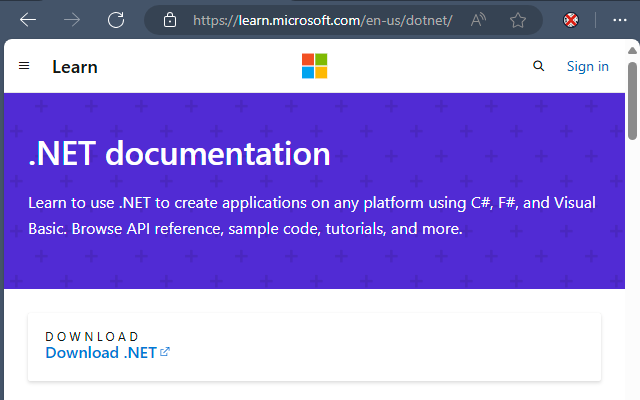 https://learn.microsoft.com/en-us/dotnet/
Learn
Sign in
.NET documentation
Learn to use .NET to create applications on any platform using C#, F#, and Visual
Basic. Browse API reference, sample code, tutorials, and more.
DOWNLOAD
Download .NET